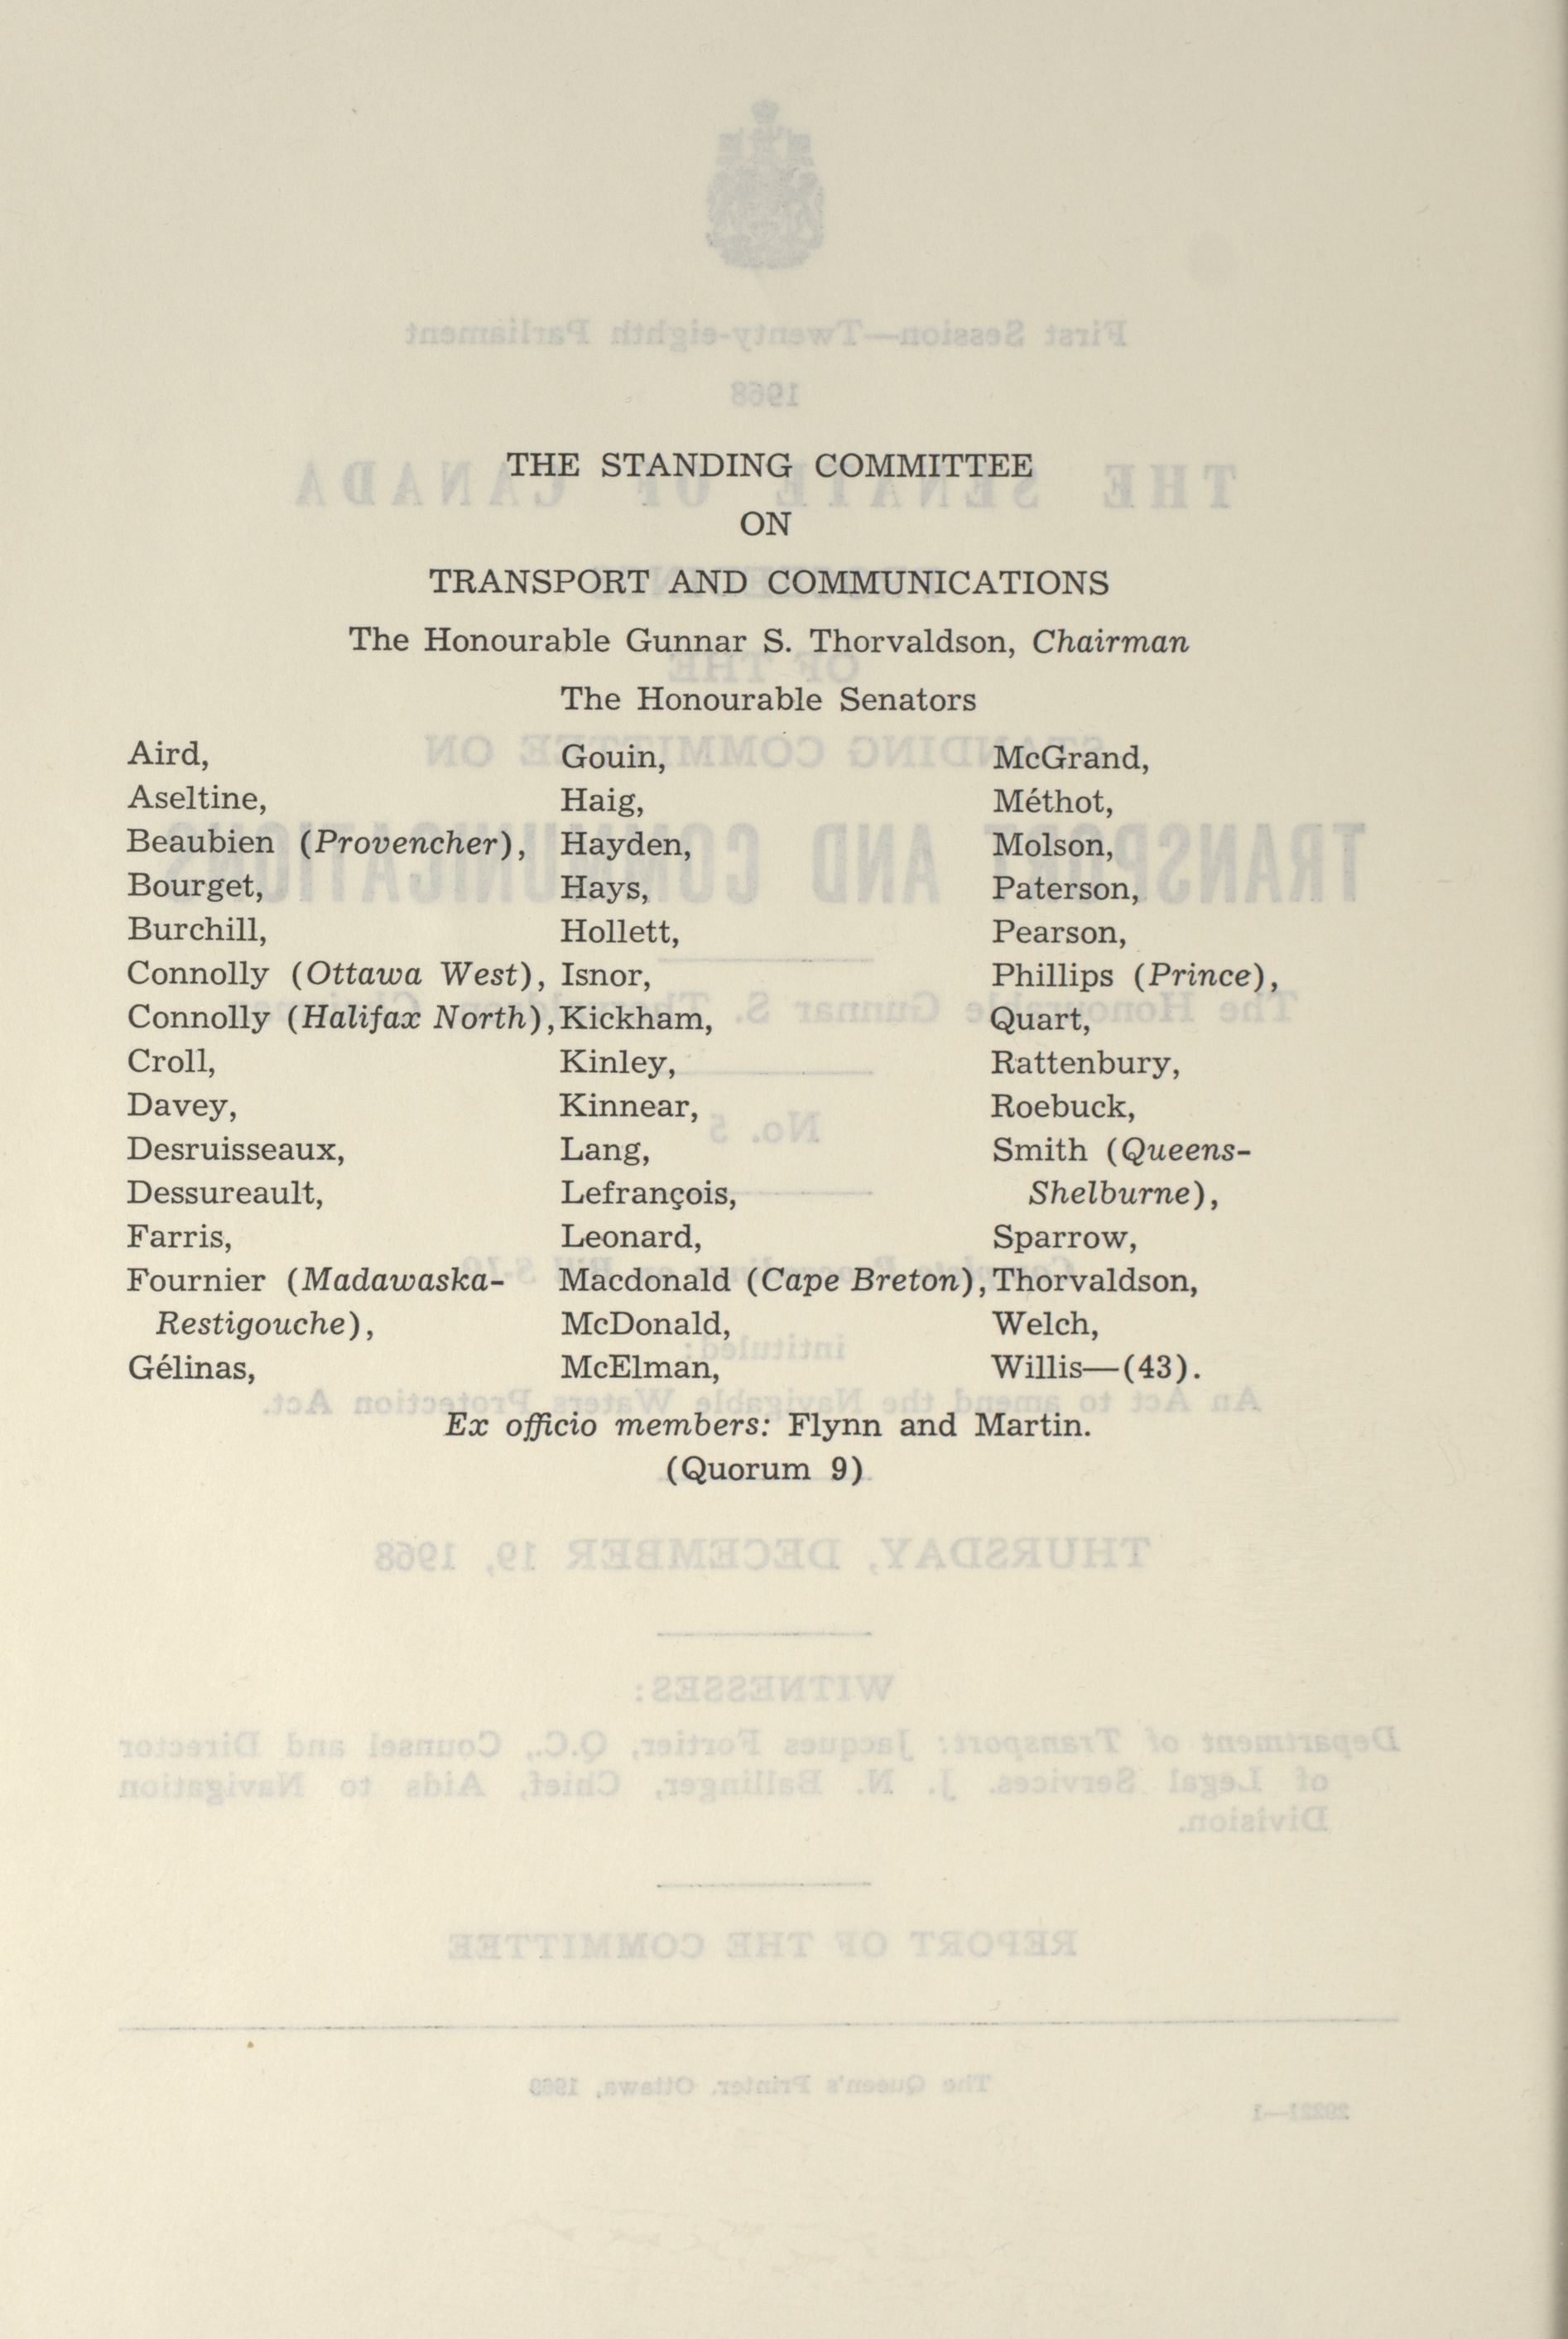 THE STANDING COMMITTEE
ON
TRANSPORT AND COMMUNICATIONS
The Honourable Gunnar S. Thorvaldson, Chairman
The Honourable Senators
Aird,
Aseltine,
Beaubien (Provencher),
Bourget,
Burchill,
Connolly (Ottawa West),
Connolly (Halifax North),
Croll,
Davey,
Desruisseaux,
Dessureault,
Farris,
Fournier (Madawaska-
Restigouche),
Gélinas,
Gouin,
Haig,
Hayden,
Hays,
Hollett,
Isnor,
Kickham,
Kinley,
Kinnear,
Lang,
Lefrançois,
Leonard,
Macdonald (Cape Breton),
McDonald,
McElman,
McGrand,
Méthot,
Molson,
Paterson,
Pearson,
Phillips (Prince),
Quart,
Rattenbury,
Roebuck,
Smith (Queens-
Shelburne),
Sparrow,
Thorvaldson,
Welch,
Willis—(43).
Ex officio members: Flynn and Martin.
(Quorum 9)